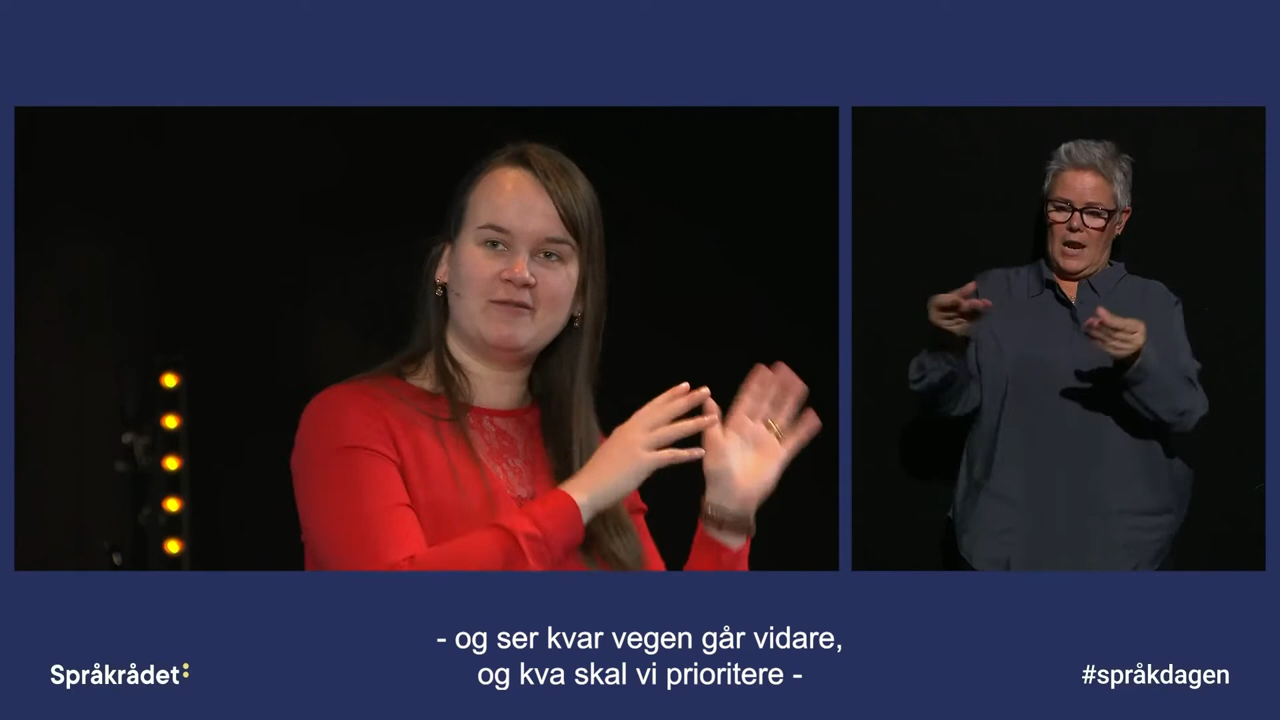 - og ser kvar vegen går vidare,
og kva skal vi prioritere -
Språkrådet:
#språkdagen